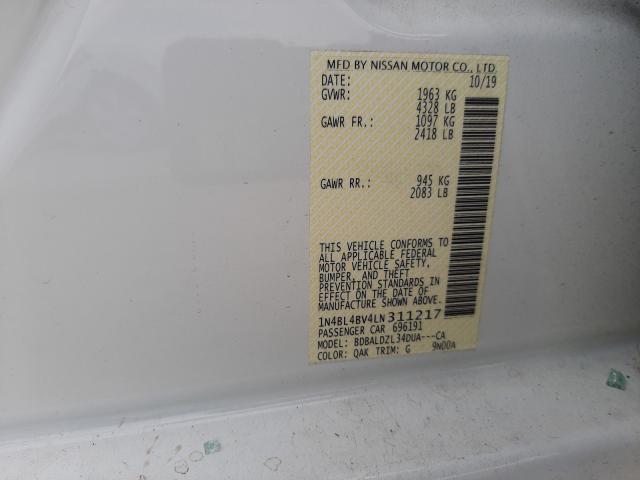 MFD BY NISSAN MOTOR CO., LTD.
DATE: 10/19
GVWR: 1963 KG
4328 LB
GAWR FR.: 1097 KG
2418 LB
GAWR RR.: 945 KG
2083 LB
THIS VEHICLE CONFORMS TO
ALL APPLICABLE FEDERAL
MOTOR VEHICLE SAFETY,
BUMPER, AND THEFT
PREVENTION STANDARDS IN
EFFECT ON THE DATE OF
MANUFACTURE SHOWN ABOVE.
1N4BL4BV4LN311217
PASSENGER CAR 696191
MODEL: BDBALDZL34DUA---CA
COLOR: QAK TRIM: G 9N00A